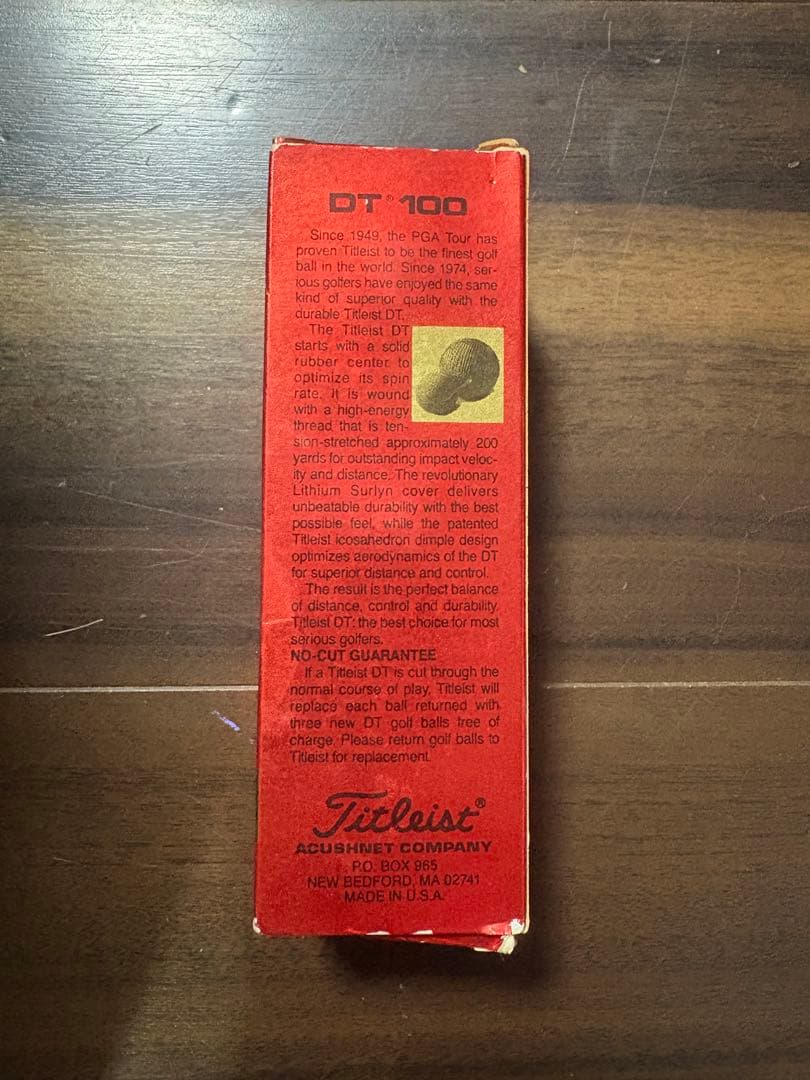 DT® 100
Since 1949, the PGA Tour has
proven Titleist to be the finest golf
ball in the world. Since 1974, ser-
ious golfers have enjoyed the same
kind of superior quality with the
durable Titleist DT.
The Titleist DT
starts with a solid
rubber center to
optimize its spin
rate. It is wound
with a high-energy
thread that is ten-
sion-stretched approximately 200
yards for outstanding impact veloc-
ity and distance. The revolutionary
Lithium Surlyn cover delivers
unbeatable durability with the best
possible feel, while the patented
Titleist icosahedron dimple design
optimizes aerodynamics of the DT
for superior distance and control.
The result is the perfect balance
of distance, control and durability.
Titleist DT: the best choice for most
serious golfers.
NO-CUT GUARANTEE
If a Titleist DT is cut through the
normal course of play, Titleist will
replace each ball returned with
three new DT golf balls free of
charge. Please return golf balls to
Titleist for replacement.
Titleist®
ACUSHNET COMPANY
P.O. BOX 965
NEW BEDFORD, MA 02741
MADE IN U.S.A.